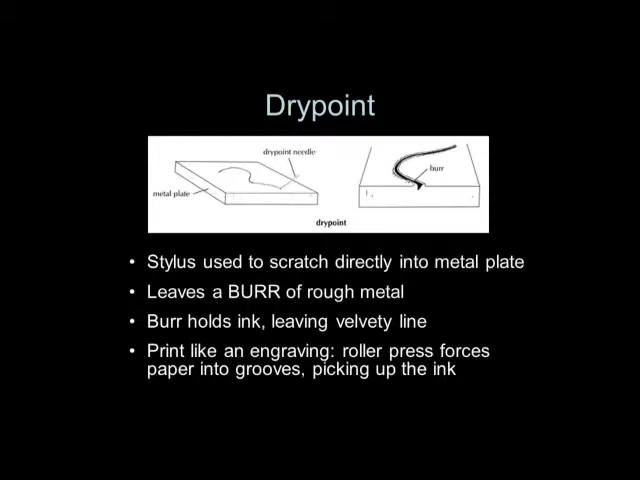 Drypoint
drypoint needle
metal plate
burr
drypoint
• Stylus used to scratch directly into metal plate
• Leaves a BURR of rough metal
• Burr holds ink, leaving velvety line
• Print like an engraving: roller press forces
paper into grooves, picking up the ink